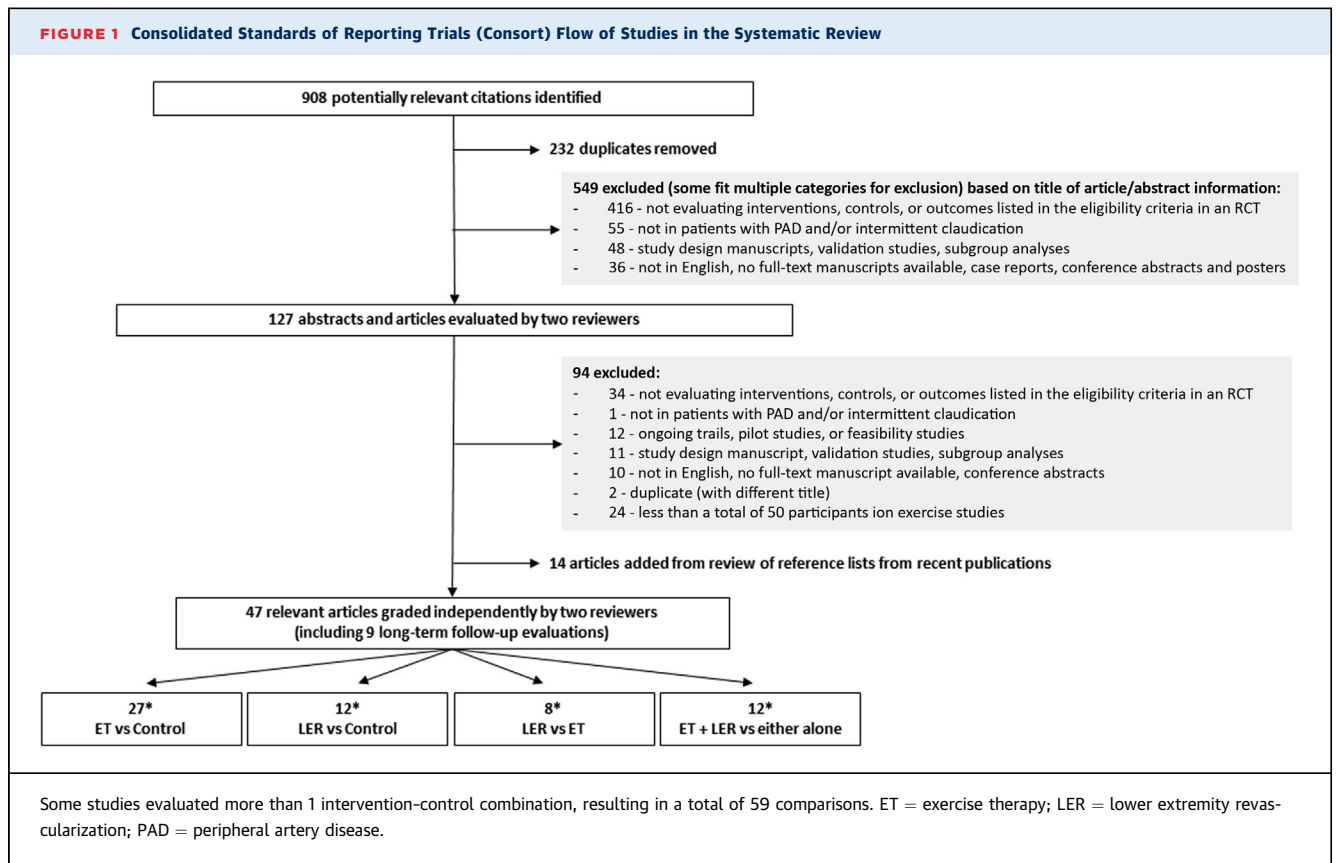 FIGURE 1 Consolidated Standards of Reporting Trials (Consort) Flow of Studies in the Systematic Review
908 potentially relevant citations identified
232 duplicates removed
549 excluded (some fit multiple categories for exclusion) based on title of article/abstract information:
- 416 - not evaluating interventions, controls, or outcomes listed in the eligibility criteria in an RCT
- 55 - not in patients with PAD and/or intermittent claudication
- 48 - study design manuscripts, validation studies, subgroup analyses
- 36 - not in English, no full-text manuscripts available, case reports, conference abstracts and posters
127 abstracts and articles evaluated by two reviewers
94 excluded:
- 34 - not evaluating interventions, controls, or outcomes listed in the eligibility criteria in an RCT
- 1 - not in patients with PAD and/or intermittent claudication
- 12 - ongoing trails, pilot studies, or feasibility studies
- 11 - study design manuscript, validation studies, subgroup analyses
- 10 - not in English, no full-text manuscript available, conference abstracts
- 2 - duplicate (with different title)
- 24 - less than a total of 50 participants ion exercise studies
14 articles added from review of reference lists from recent publications
47 relevant articles graded independently by two reviewers
(including 9 long-term follow-up evaluations)
27*
ET vs Control
12*
LER vs Control
8*
LER vs ET
12*
ET + LER vs either alone
Some studies evaluated more than 1 intervention-control combination, resulting in a total of 59 comparisons. ET = exercise therapy; LER = lower extremity revas-
cularization; PAD = peripheral artery disease.